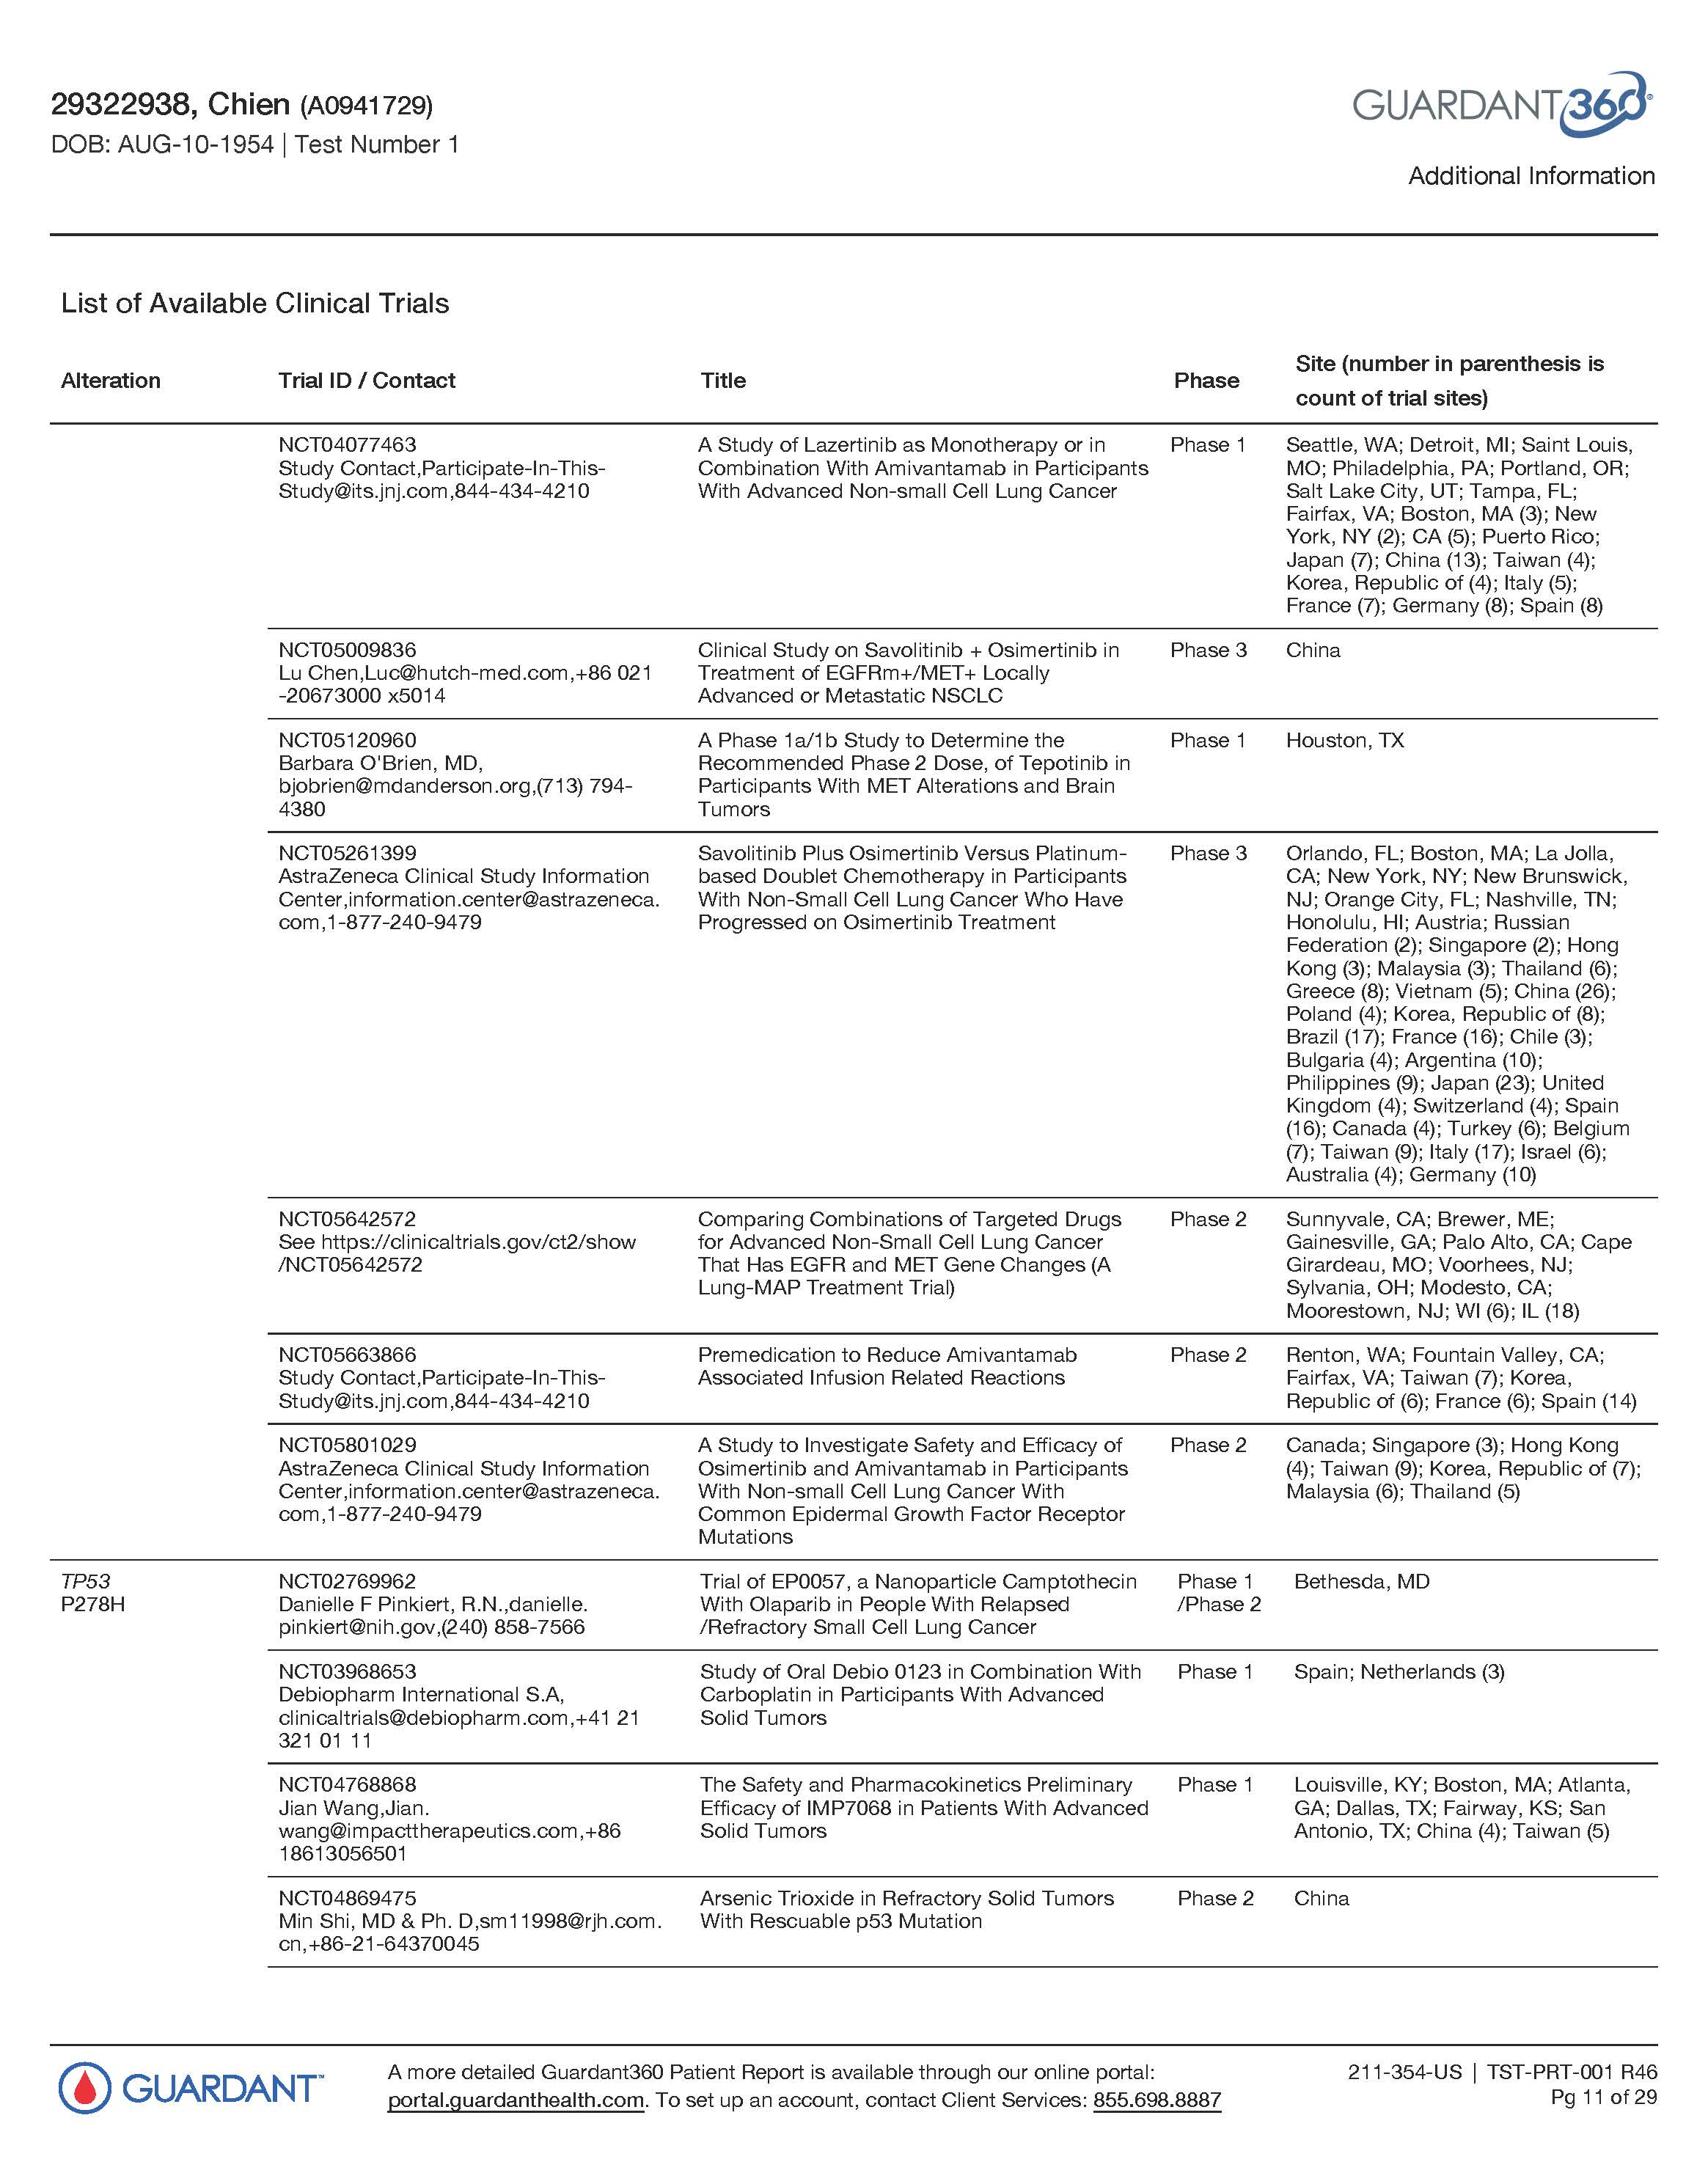 29322938, Chien (A0941729)
DOB: AUG-10-1954 | Test Number 1
GUARDANT360®
Additional Information
List of Available Clinical Trials
Alteration
Trial ID / Contact
Title
Phase
Site (number in parenthesis is
count of trial sites)
NCT04077463
Study Contact,Participate-In-This-
Study@its.jnj.com,844-434-4210
A Study of Lazertinib as Monotherapy or in
Combination With Amivantamab in Participants
With Advanced Non-small Cell Lung Cancer
Phase 1
Seattle, WA; Detroit, MI; Saint Louis,
MO; Philadelphia, PA; Portland, OR;
Salt Lake City, UT; Tampa, FL;
Fairfax, VA; Boston, MA (3); New
York, NY (2); CA (5); Puerto Rico;
Japan (7); China (13); Taiwan (4);
Korea, Republic of (4); Italy (5);
France (7); Germany (8); Spain (8)
NCT05009836
Lu Chen,Luc@hutch-med.com,+86 021
-20673000 x5014
Clinical Study on Savolitinib + Osimertinib in
Treatment of EGFRm+/MET+ Locally
Advanced or Metastatic NSCLC
Phase 3
China
NCT05120960
Barbara O'Brien, MD,
bjobrien@mdanderson.org,(713) 794-
4380
A Phase 1a/1b Study to Determine the
Recommended Phase 2 Dose, of Tepotinib in
Participants With MET Alterations and Brain
Tumors
Phase 1
Houston, TX
NCT05261399
AstraZeneca Clinical Study Information
Center,information.center@astrazeneca.
com,1-877-240-9479
Savolitinib Plus Osimertinib Versus Platinum-
based Doublet Chemotherapy in Participants
With Non-Small Cell Lung Cancer Who Have
Progressed on Osimertinib Treatment
Phase 3
Orlando, FL; Boston, MA; La Jolla,
CA; New York, NY; New Brunswick,
NJ; Orange City, FL; Nashville, TN;
Honolulu, HI; Austria; Russian
Federation (2); Singapore (2); Hong
Kong (3); Malaysia (3); Thailand (6);
Greece (8); Vietnam (5); China (26);
Poland (4); Korea, Republic of (8);
Brazil (17); France (16); Chile (3);
Bulgaria (4); Argentina (10);
Philippines (9); Japan (23); United
Kingdom (4); Switzerland (4); Spain
(16); Canada (4); Turkey (6); Belgium
(7); Taiwan (9); Italy (17); Israel (6);
Australia (4); Germany (10)
NCT05642572
See https://clinicaltrials.gov/ct2/show
/NCT05642572
Comparing Combinations of Targeted Drugs
for Advanced Non-Small Cell Lung Cancer
That Has EGFR and MET Gene Changes (A
Lung-MAP Treatment Trial)
Phase 2
Sunnyvale, CA; Brewer, ME;
Gainesville, GA; Palo Alto, CA; Cape
Girardeau, MO; Voorhees, NJ;
Sylvania, OH; Modesto, CA;
Moorestown, NJ; WI (6); IL (18)
NCT05663866
Study Contact,Participate-In-This-
Study@its.jnj.com,844-434-4210
Premedication to Reduce Amivantamab
Associated Infusion Related Reactions
Phase 2
Renton, WA; Fountain Valley, CA;
Fairfax, VA; Taiwan (7); Korea,
Republic of (6); France (6); Spain (14)
NCT05801029
AstraZeneca Clinical Study Information
Center,information.center@astrazeneca.
com,1-877-240-9479
A Study to Investigate Safety and Efficacy of
Osimertinib and Amivantamab in Participants
With Non-small Cell Lung Cancer With
Common Epidermal Growth Factor Receptor
Mutations
Phase 2
Canada; Singapore (3); Hong Kong
(4); Taiwan (9); Korea, Republic of (7);
Malaysia (6); Thailand (5)
TP53
P278H
NCT02769962
Danielle F Pinkiert, R.N.,danielle.
pinkiert@nih.gov,(240) 858-7566
Trial of EP0057, a Nanoparticle Camptothecin
With Olaparib in People With Relapsed
/Refractory Small Cell Lung Cancer
Phase 1
/Phase 2
Bethesda, MD
NCT03968653
Debiopharm International S.A,
clinicaltrials@debiopharm.com,+41 21
321 01 11
Study of Oral Debio 0123 in Combination With
Carboplatin in Participants With Advanced
Solid Tumors
Phase 1
Spain; Netherlands (3)
NCT04768868
Jian Wang,Jian.
wang@impacttherapeutics.com,+86
18613056501
The Safety and Pharmacokinetics Preliminary
Efficacy of IMP7068 in Patients With Advanced
Solid Tumors
Phase 1
Louisville, KY; Boston, MA; Atlanta,
GA; Dallas, TX; Fairway, KS; San
Antonio, TX; China (4); Taiwan (5)
NCT04869475
Min Shi, MD & Ph. D,sm11998@rjh.com.
cn,+86-21-64370045
Arsenic Trioxide in Refractory Solid Tumors
With Rescuable p53 Mutation
Phase 2
China
GUARDANT™
A more detailed Guardant360 Patient Report is available through our online portal:
portal.guardanthealth.com. To set up an account, contact Client Services: 855.698.8887
211-354-US | TST-PRT-001 R46
Pg 11 of 29